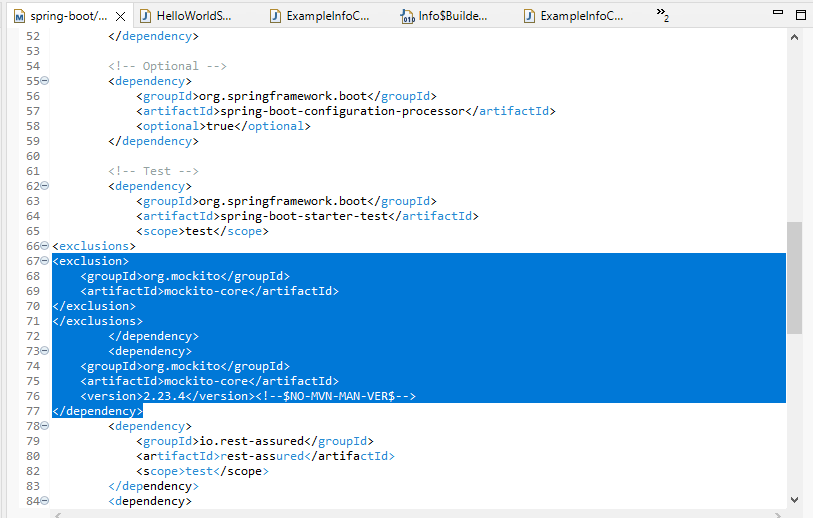 spring-boot/... HelloWorldS... ExampleInfoC... Info$Builde... ExampleInfoC... »2
52 </dependency>
53
54 <!-- Optional -->
55 <dependency>
56 <groupId>org.springframework.boot</groupId>
57 <artifactId>spring-boot-configuration-processor</artifactId>
58 <optional>true</optional>
59 </dependency>
60
61 <!-- Test -->
62 <dependency>
63 <groupId>org.springframework.boot</groupId>
64 <artifactId>spring-boot-starter-test</artifactId>
65 <scope>test</scope>
66 <exclusions>
67 <exclusion>
68 <groupId>org.mockito</groupId>
69 <artifactId>mockito-core</artifactId>
70 </exclusion>
71 </exclusions>
72 </dependency>
73 <dependency>
74 <groupId>org.mockito</groupId>
75 <artifactId>mockito-core</artifactId>
76 <version>2.23.4</version><!--$NO-MVN-MAN-VER$-->
77 </dependency>
78 <dependency>
79 <groupId>io.rest-assured</groupId>
80 <artifactId>rest-assured</artifactId>
82 <scope>test</scope>
83 </dependency>
84 <dependency>